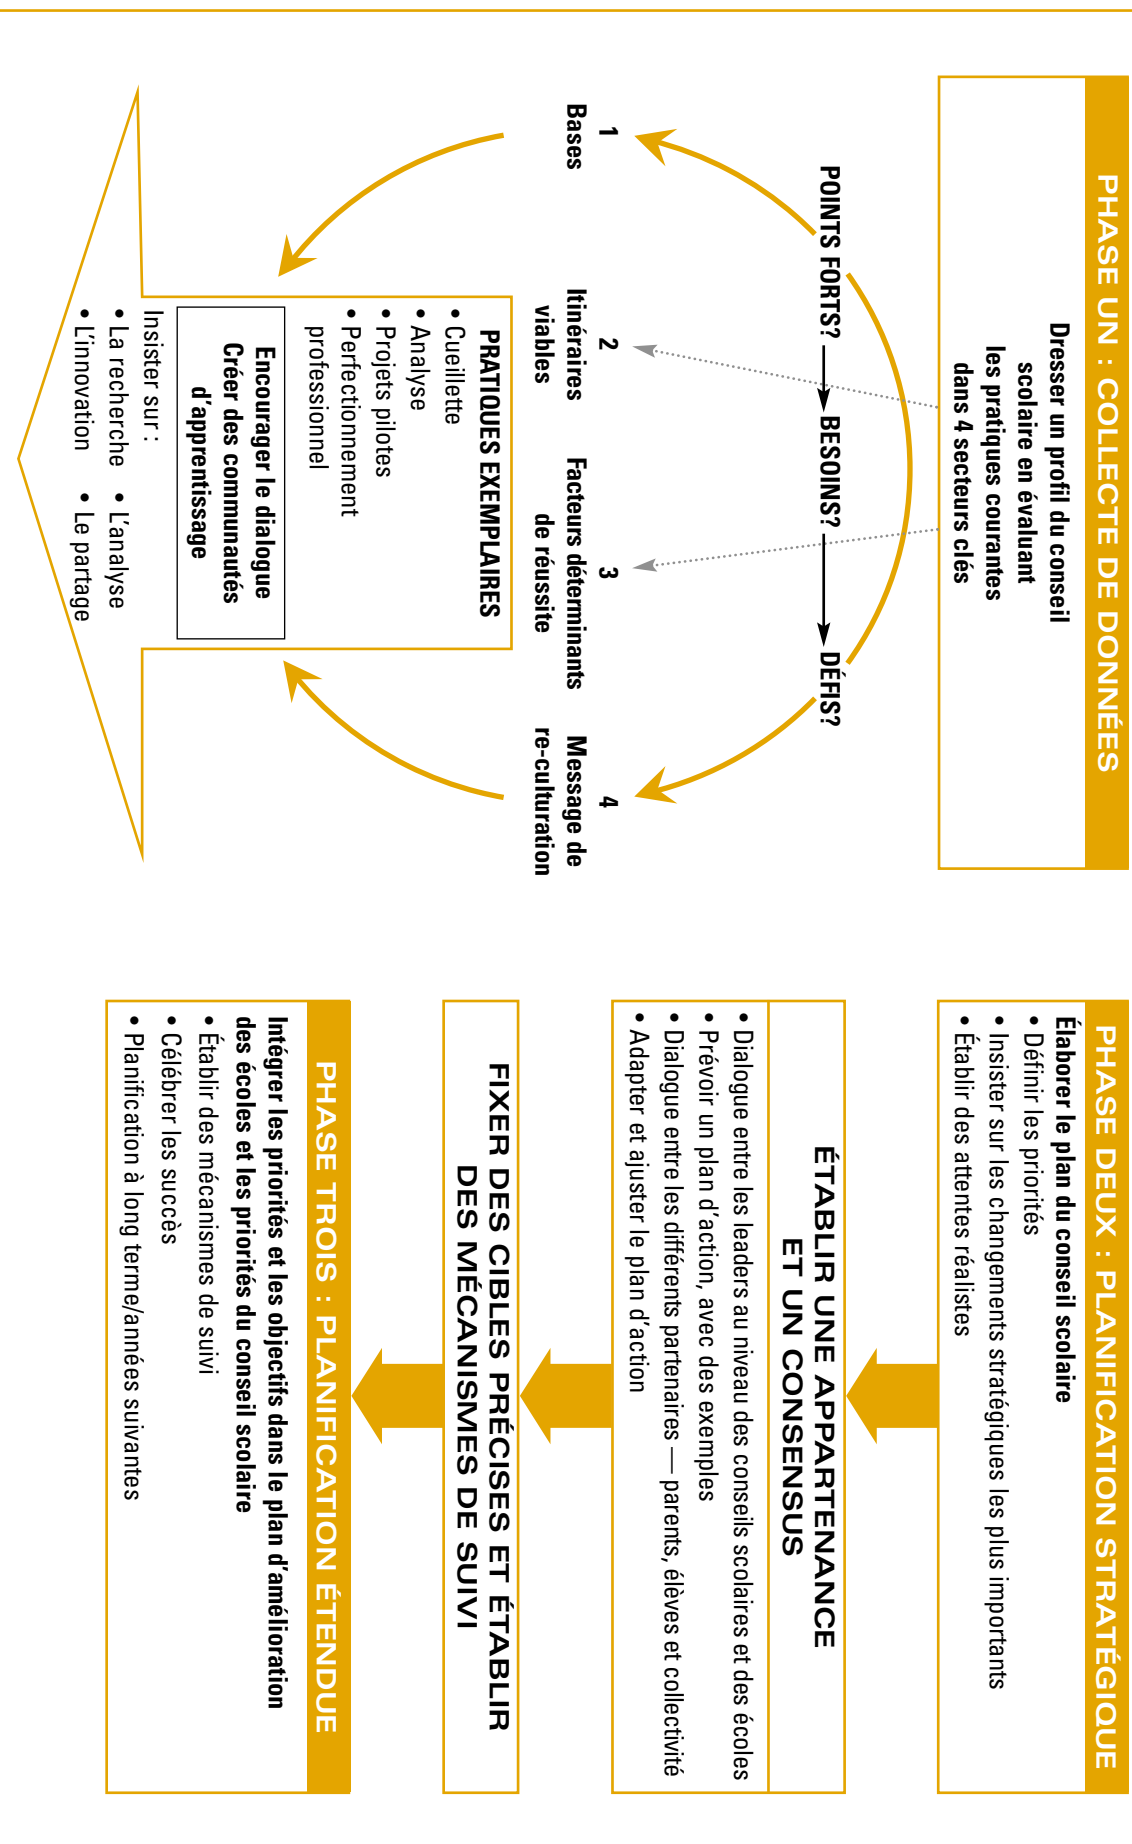 PHASE UN : COLLECTE DE DONNÉES
Dresser un profil du conseil
scolaire en évaluant
les pratiques courantes
dans 4 secteurs clés
POINTS FORTS? BESOINS? DÉFIS?
1
Bases
2
Itinéraires
viables
3
Facteurs déterminants
de réussite
4
Message de
re-culturation
PRATIQUES EXEMPLAIRES
• Cueillette
• Analyse
• Projets pilotes
• Perfectionnement
professionnel
Encourager le dialogue
Créer des communautés
d’apprentissage
Insister sur :
• La recherche • L’analyse
• L’innovation • Le partage
PHASE DEUX : PLANIFICATION STRATÉGIQUE
Élaborer le plan du conseil scolaire
• Définir les priorités
• Insister sur les changements stratégiques les plus importants
• Établir des attentes réalistes
ÉTABLIR UNE APPARTENANCE
ET UN CONSENSUS
• Dialogue entre les leaders au niveau des conseils scolaires et des écoles
• Prévoir un plan d’action, avec des exemples
• Dialogue entre les différents partenaires — parents, élèves et collectivité
• Adapter et ajuster le plan d’action
FIXER DES CIBLES PRÉCISES ET ÉTABLIR
DES MÉCANISMES DE SUIVI
PHASE TROIS : PLANIFICATION ÉTENDUE
Intégrer les priorités et les objectifs dans le plan d’amélioration
des écoles et les priorités du conseil scolaire
• Établir des mécanismes de suivi
• Célébrer les succès
• Planification à long terme/années suivantes